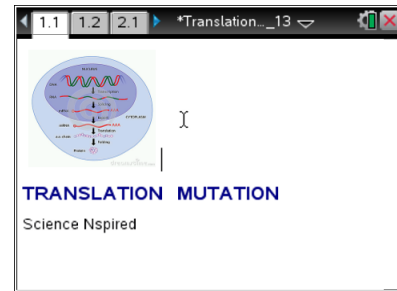 1.1 1.2 2.1 *Translation..._13
TRANSLATION MUTATION
Science Nspired